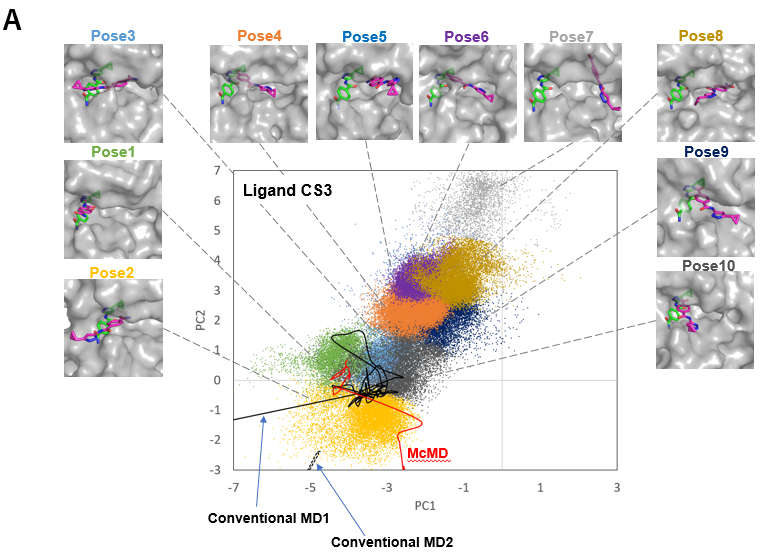 A
Pose3
Pose4
Pose5
Pose6
Pose7
Pose8
Pose1
Pose9
Pose2
Pose10
Ligand CS3
7
6
5
4
3
2
1
0
-1
-2
-3
PC2
-7
-5
-3
-1
1
3
PC1
McMD
Conventional MD1
Conventional MD2